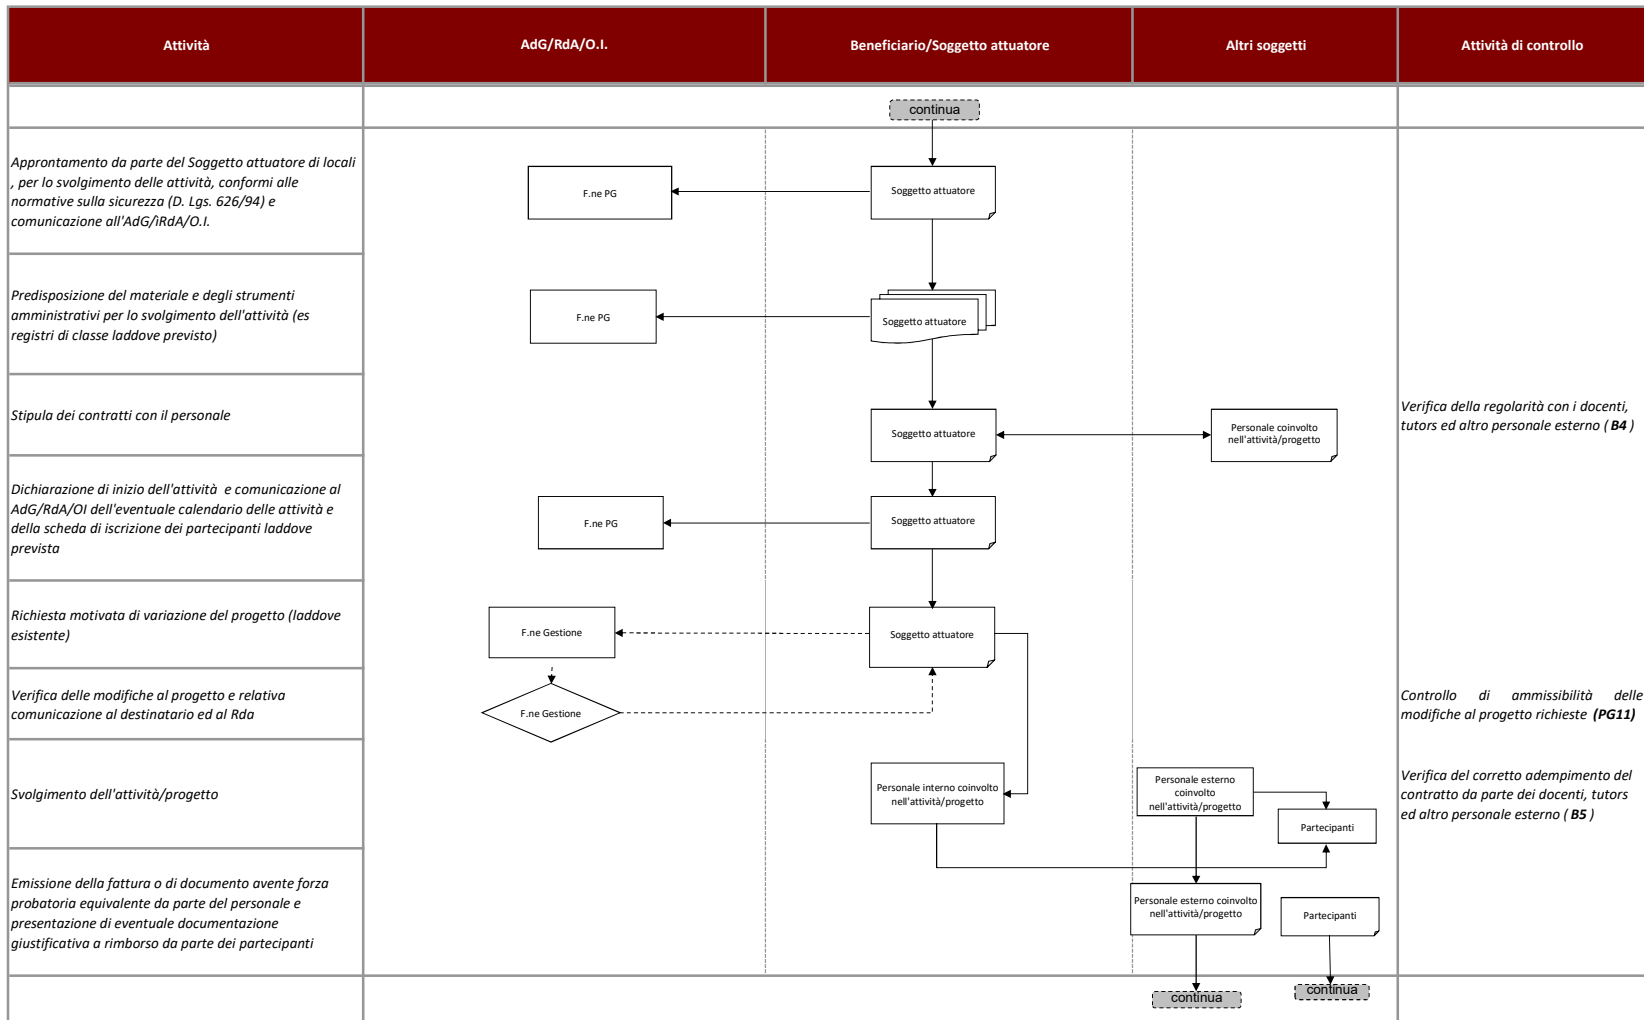 Attività
AdG/RdA/O.I.
Beneficiario/Soggetto attuatore
Altri soggetti
Attività di controllo
continua
Approntamento da parte del Soggetto attuatore di locali
, per lo svolgimento delle attività, conformi alle
normative sulla sicurezza (D. Lgs. 626/94) e
comunicazione all'AdG/ìRdA/O.I.
F.ne PG
Soggetto attuatore
Predisposizione del materiale e degli strumenti
amministrativi per lo svolgimento dell'attività (es
registri di classe laddove previsto)
F.ne PG
Soggetto attuatore
Stipula dei contratti con il personale
Soggetto attuatore
Personale coinvolto
nell'attività/progetto
Verifica della regolarità con i docenti,
tutors ed altro personale esterno ( B4 )
Dichiarazione di inizio dell'attività e comunicazione al
AdG/RdA/OI dell'eventuale calendario delle attività e
della scheda di iscrizione dei partecipanti laddove
prevista
F.ne PG
Soggetto attuatore
Richiesta motivata di variazione del progetto (laddove
esistente)
F.ne Gestione
Soggetto attuatore
Verifica delle modifiche al progetto e relativa
comunicazione al destinatario ed al Rda
F.ne Gestione
Controllo di ammissibilità delle
modifiche al progetto richieste (PG11)
Svolgimento dell'attività/progetto
Personale interno coinvolto
nell'attività/progetto
Personale esterno
coinvolto
nell'attività/progetto
Partecipanti
Verifica del corretto adempimento del
contratto da parte dei docenti, tutors
ed altro personale esterno ( B5 )
Emissione della fattura o di documento avente forza
probatoria equivalente da parte del personale e
presentazione di eventuale documentazione
giustificativa a rimborso da parte dei partecipanti
Personale esterno coinvolto
nell'attività/progetto
Partecipanti
continua
continua